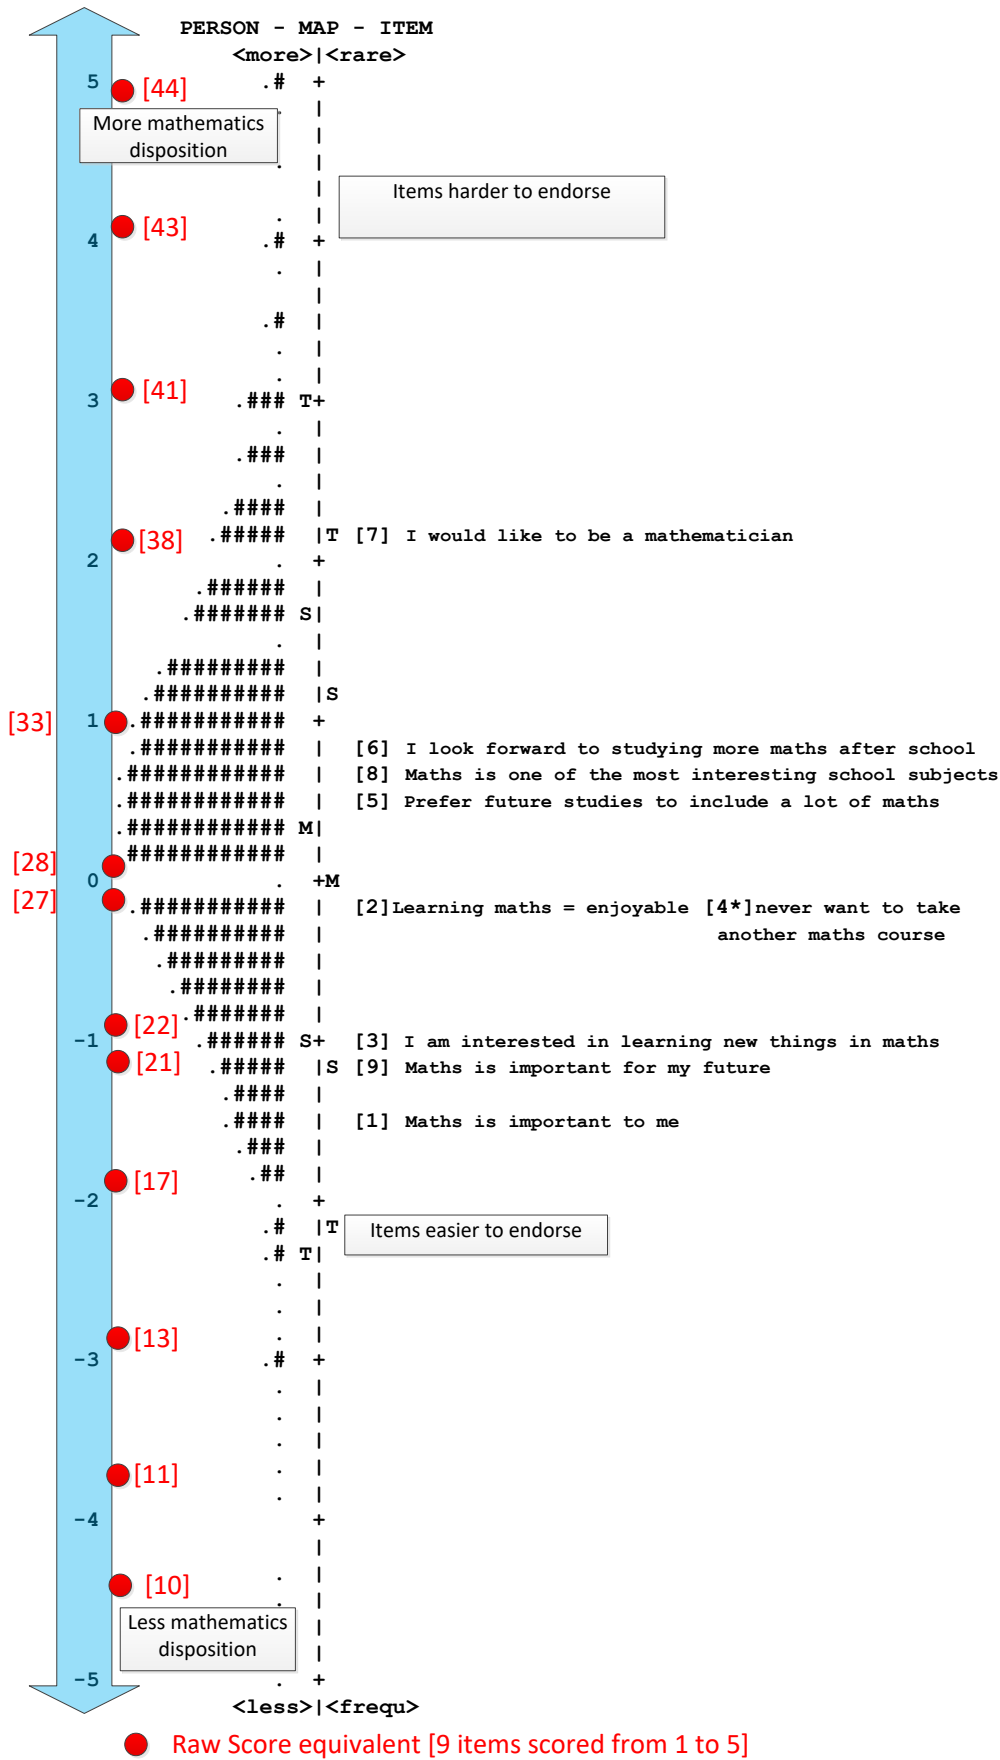 PERSON - MAP - ITEM
<more>|<rare>
5 [44] .# +
. |
More mathematics
disposition
|
. |
Items harder to endorse
|
[43] . |
4 .# +
. |
|
.# |
. |
[41] . |
3 .### T+
. |
.### |
. |
.#### |
[38] .##### |T [7] I would like to be a mathematician
2 . +
.###### |
.####### S|
. |
.######### |
.########## |S
[33] 1 .########### +
.########### | [6] I look forward to studying more maths after school
.############ | [8] Maths is one of the most interesting school subjects
.############ | [5] Prefer future studies to include a lot of maths
.############ M|
[28] .############ |
0 . +M
[27] .########### | [2]Learning maths = enjoyable [4*]never want to take
.########## | another maths course
.######### |
.######## |
[22] .####### |
-1 .###### S+ [3] I am interested in learning new things in maths
[21] .##### |S [9] Maths is important for my future
.#### |
.#### | [1] Maths is important to me
.### |
[17] .## |
-2 . +
.# |T Items easier to endorse
.# T|
. |
. |
[13] . |
-3 .# +
. |
. |
. |
[11] . |
. |
-4 +
|
[10] . |
. |
Less mathematics
disposition
|
|
-5 . +
<less>|<frequ>
Raw Score equivalent [9 items scored from 1 to 5]